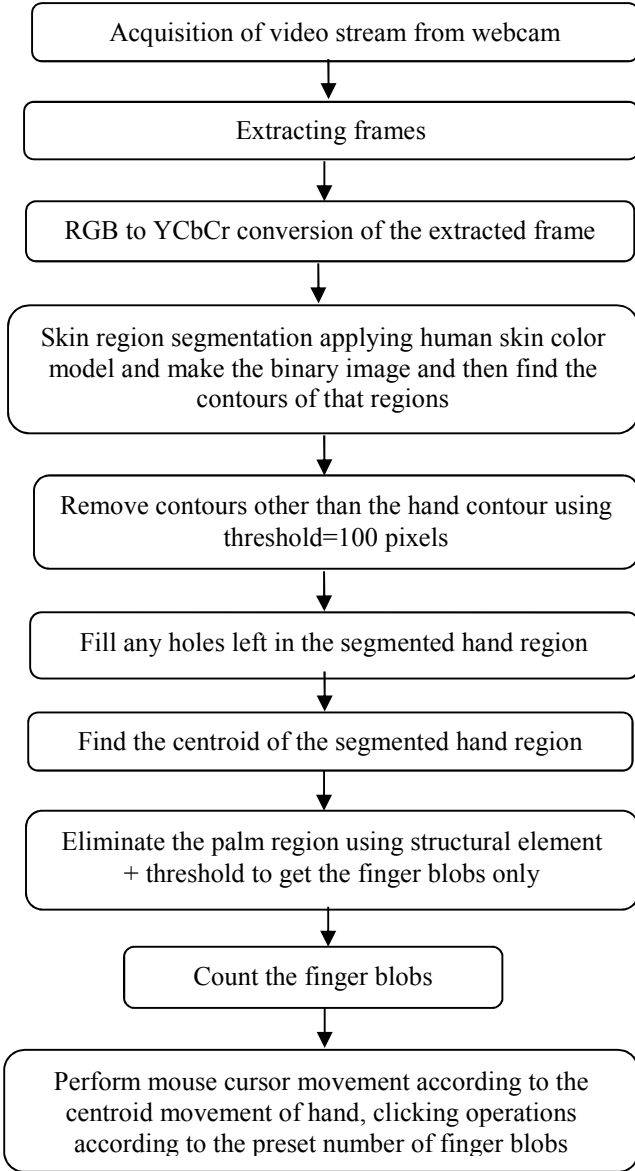 Acquisition of video stream from webcam
Extracting frames
RGB to YCbCr conversion of the extracted frame
Skin region segmentation applying human skin color
model and make the binary image and then find the
contours of that regions
Remove contours other than the hand contour using
threshold=100 pixels
Fill any holes left in the segmented hand region
Find the centroid of the segmented hand region
Eliminate the palm region using structural element
+ threshold to get the finger blobs only
Count the finger blobs
Perform mouse cursor movement according to the
centroid movement of hand, clicking operations
according to the preset number of finger blobs